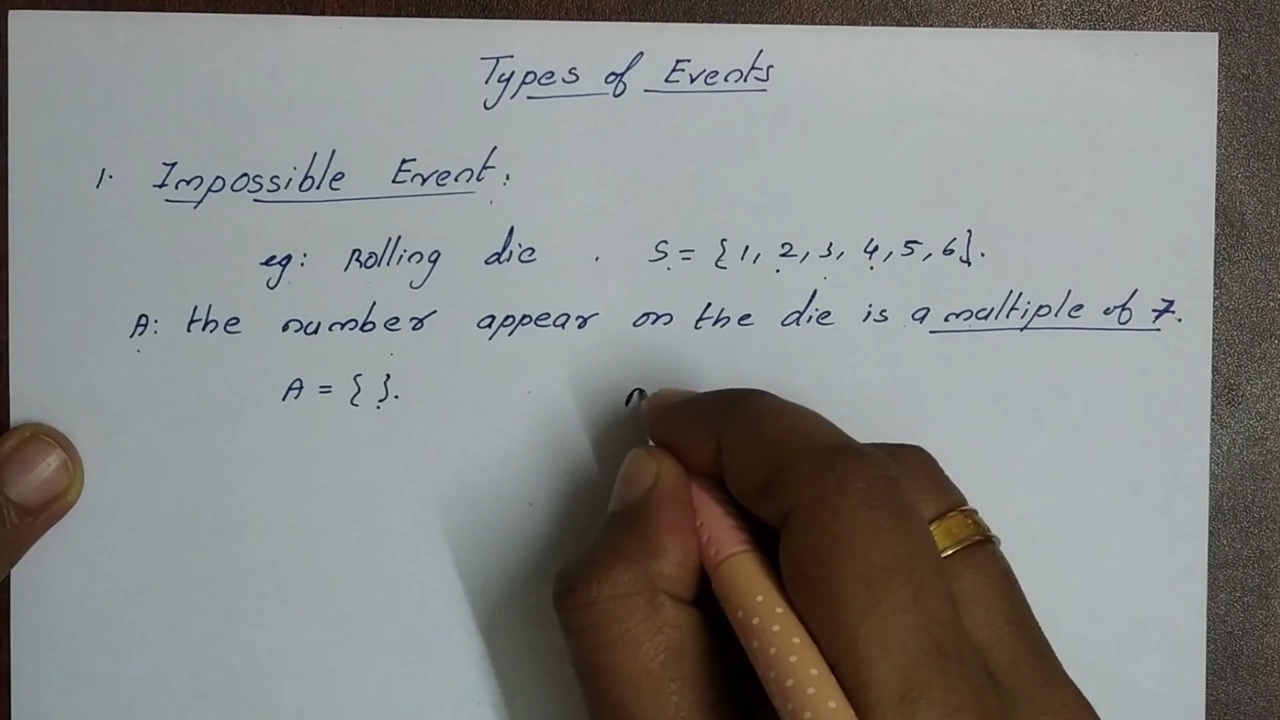 Types of Events
1. Impossible Event:
eg: Rolling die . S = {1, 2, 3, 4, 5, 6}.
A: the number appear on the die is a multiple of 7.
A = { }.